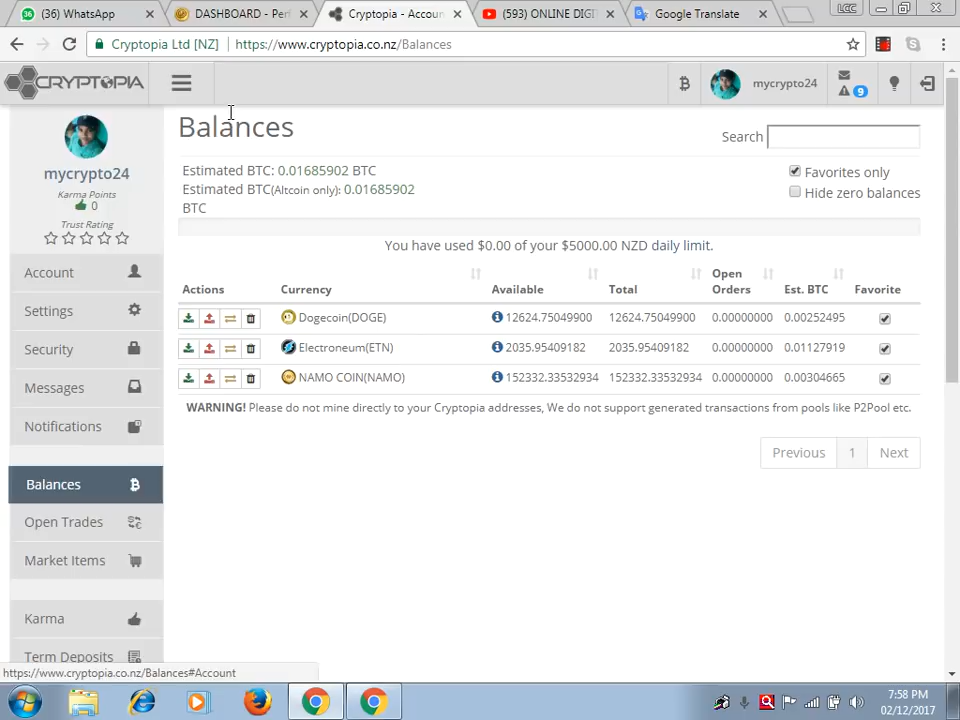 (36) WhatsApp
DASHBOARD - Perf
Cryptopia - Accoun
(593) ONLINE DIGI
Google Translate
LCC
Cryptopia Ltd [NZ] https://www.cryptopia.co.nz/Balances
CRYPTOPIA
mycrypto24
9
mycrypto24
Karma Points
0
Trust Rating
Account
Settings
Security
Messages
Notifications
Balances
Open Trades
Market Items
Karma
Term Deposits
Balances
Search
Estimated BTC: 0.01685902 BTC
Estimated BTC(Altcoin only): 0.01685902
BTC
Favorites only
Hide zero balances
You have used $0.00 of your $5000.00 NZD daily limit.
Actions Currency Available Total Open Orders Est. BTC Favorite
Dogecoin(DOGE) 12624.75049900 12624.75049900 0.00000000 0.00252495
Electroneum(ETN) 2035.95409182 2035.95409182 0.00000000 0.01127919
NAMO COIN(NAMO) 152332.33532934 152332.33532934 0.00000000 0.00304665
WARNING! Please do not mine directly to your Cryptopia addresses, We do not support generated transactions from pools like P2Pool etc.
Previous 1 Next
https://www.cryptopia.co.nz/Balances#Account
7:58 PM
02/12/2017